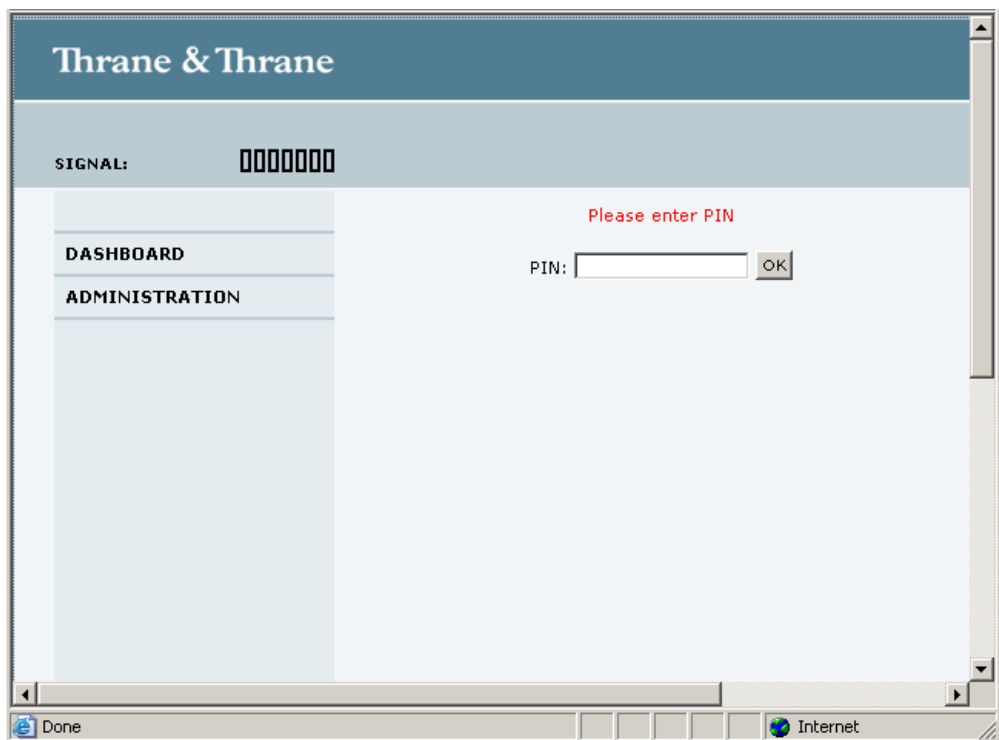 Thrane & Thrane
SIGNAL:
Please enter PIN
DASHBOARD
PIN: OK
ADMINISTRATION
Done Internet